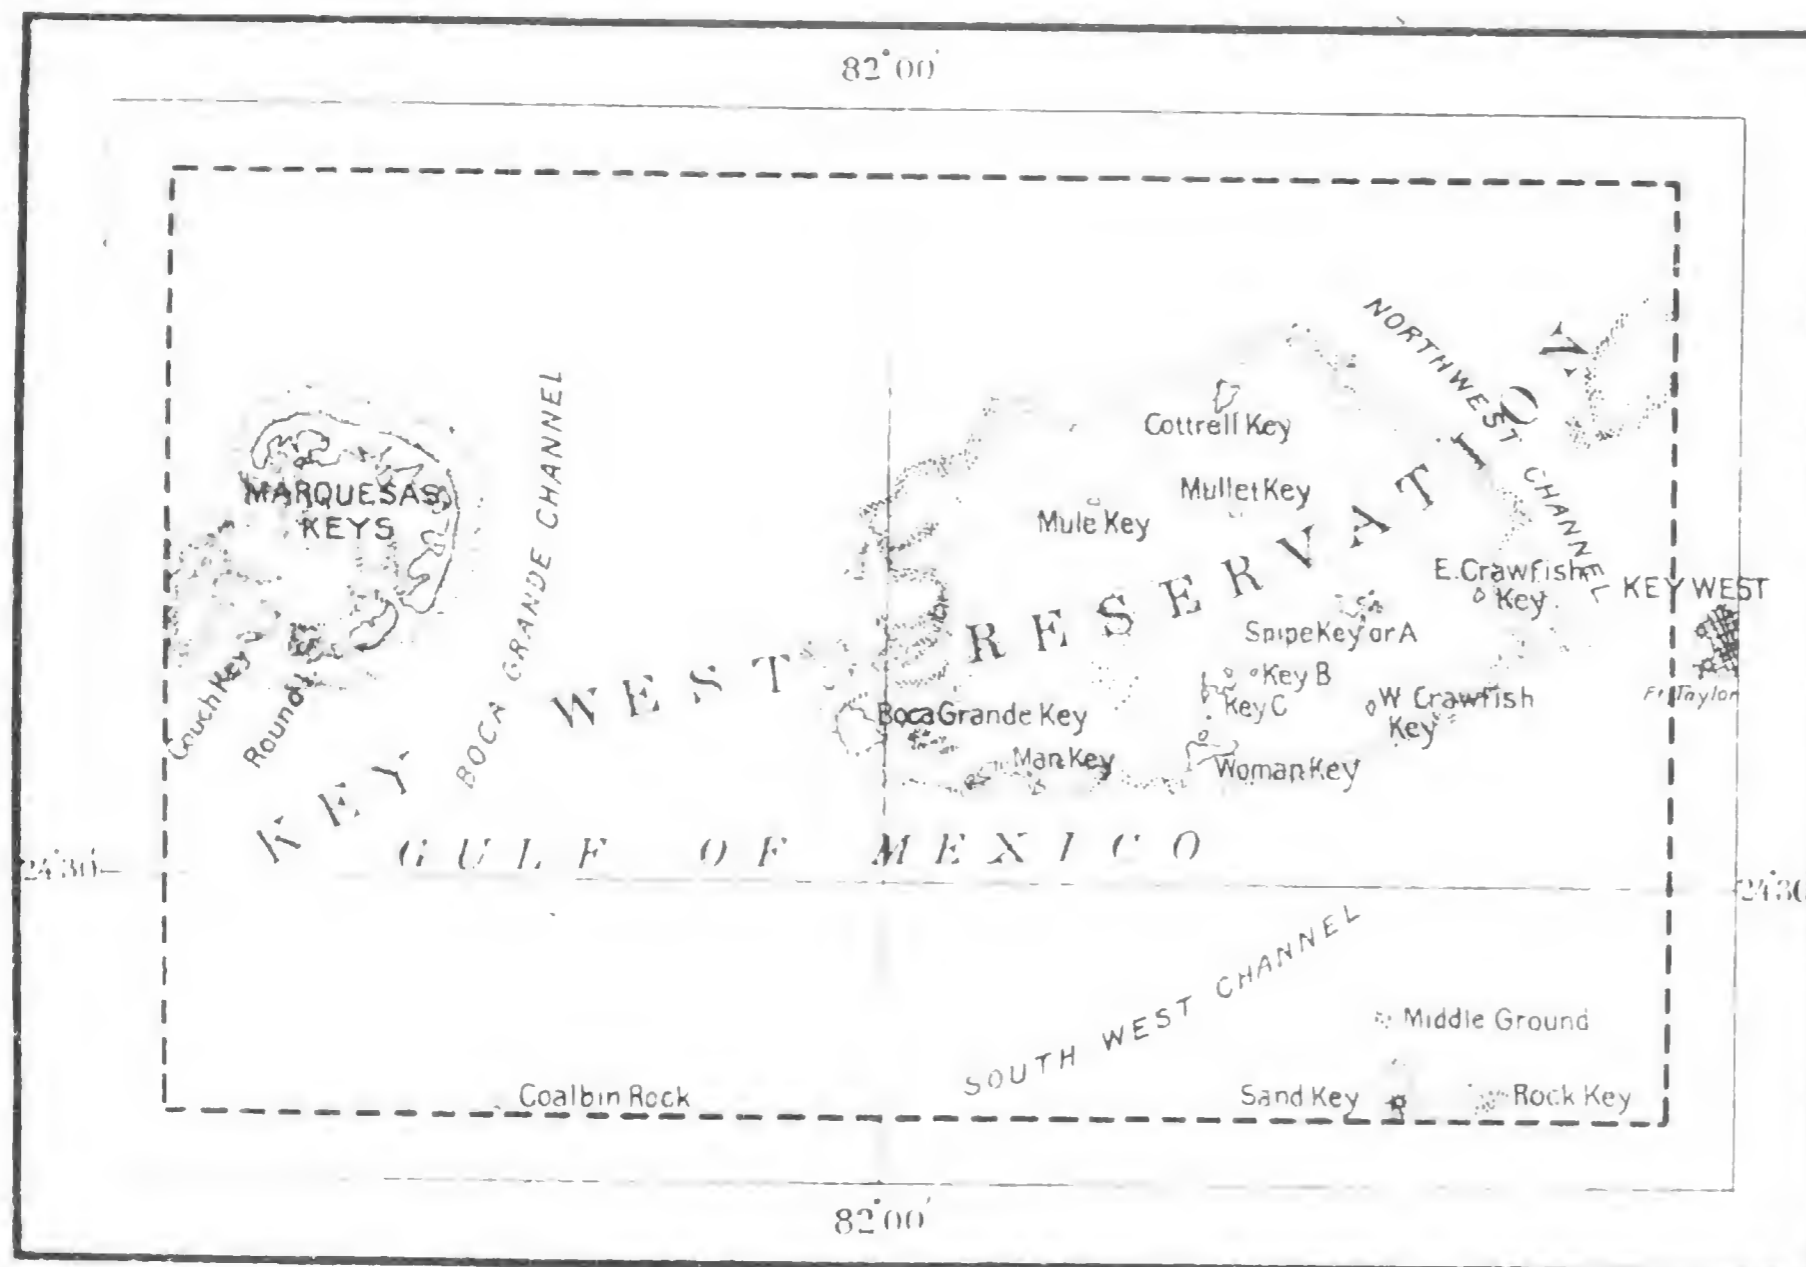 82°00'
NORTHWEST CHANNEL
Cottrell Key
MARQUESAS
KEYS
BOCA GRANDE CHANNEL
Mullet Key
Mule Key
E. Crawfish
Key
KEY WEST
Snipe Key or A
Key B
Key C
W Crawfish
Key
Ft. Taylor
Couch Key
Round
Boca Grande Key
Man Key
Woman Key
KEY WEST RESERVATION
GULF OF MEXICO
24°30'
24°30
SOUTH WEST CHANNEL
Middle Ground
Coalbin Rock
Sand Key
Rock Key
82°00'